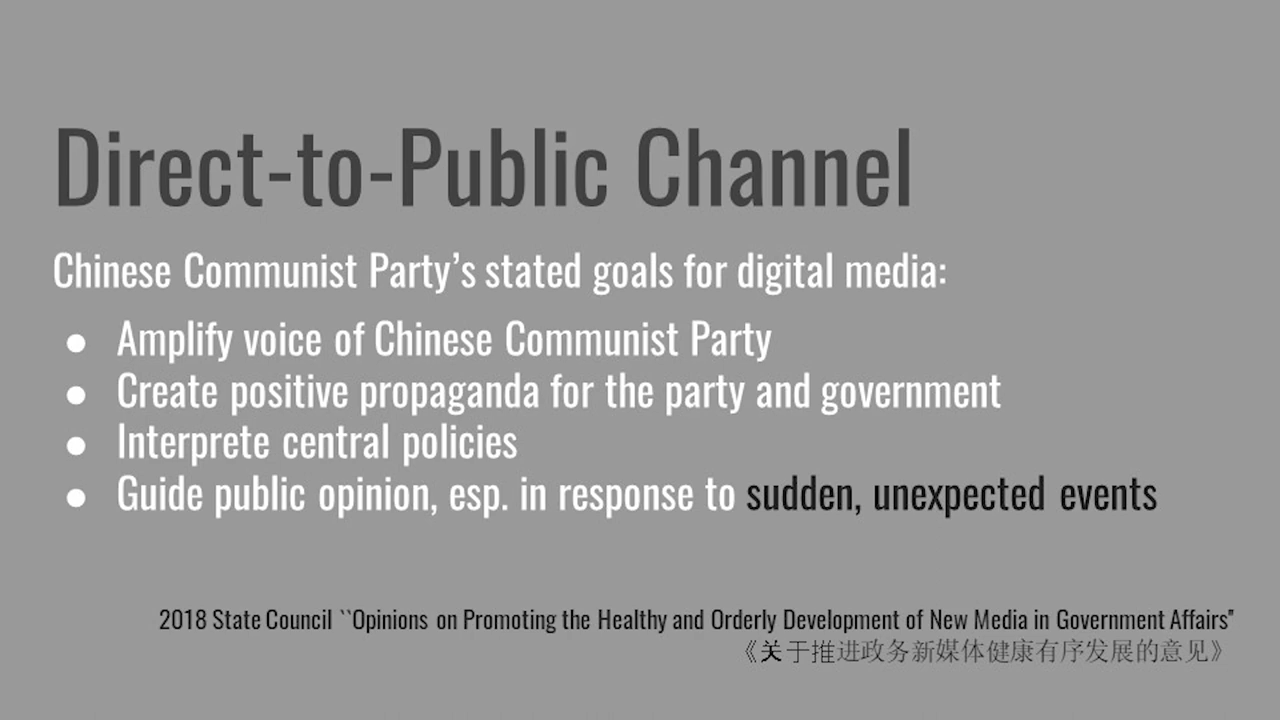 Direct-to-Public Channel
Chinese Communist Party’s stated goals for digital media:
● Amplify voice of Chinese Communist Party
● Create positive propaganda for the party and government
● Interprete central policies
● Guide public opinion, esp. in response to sudden, unexpected events
2018 State Council ``Opinions on Promoting the Healthy and Orderly Development of New Media in Government Affairs"
《关于推进政务新媒体健康有序发展的意见》